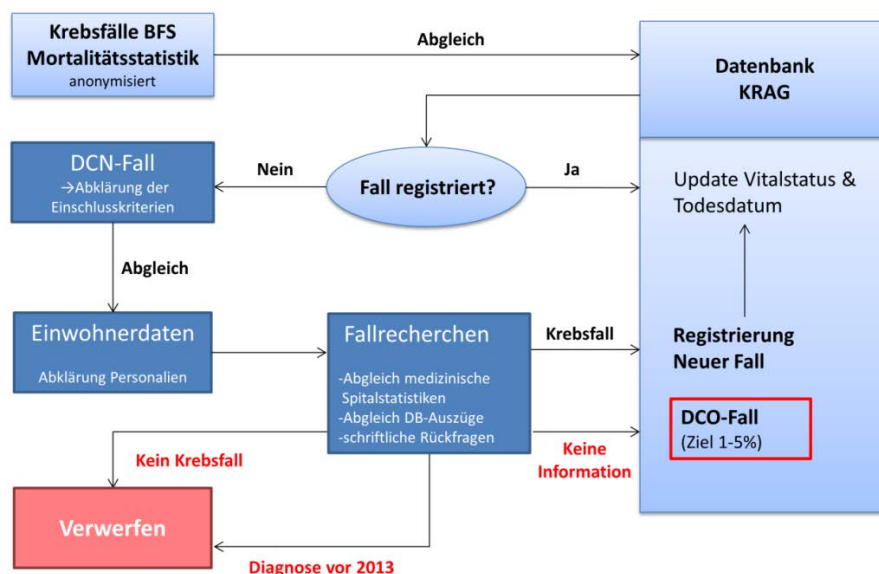 Krebsfälle BFS
Mortalitätsstatistik
anonymisiert
Abgleich
Datenbank
KRAG
DCN-Fall
→Abklärung der
Einschlusskriterien
Nein
Fall registriert?
Ja
Update Vitalstatus &
Todesdatum
Abgleich
Einwohnerdaten
Abklärung Personalien
Fallrecherchen
-Abgleich medizinische
Spitalstatistiken
-Abgleich DB-Auszüge
-schriftliche Rückfragen
Krebsfall
Registrierung
Neuer Fall
DCO-Fall
(Ziel 1-5%)
Kein Krebsfall
Keine
Information
Verwerfen
Diagnose vor 2013